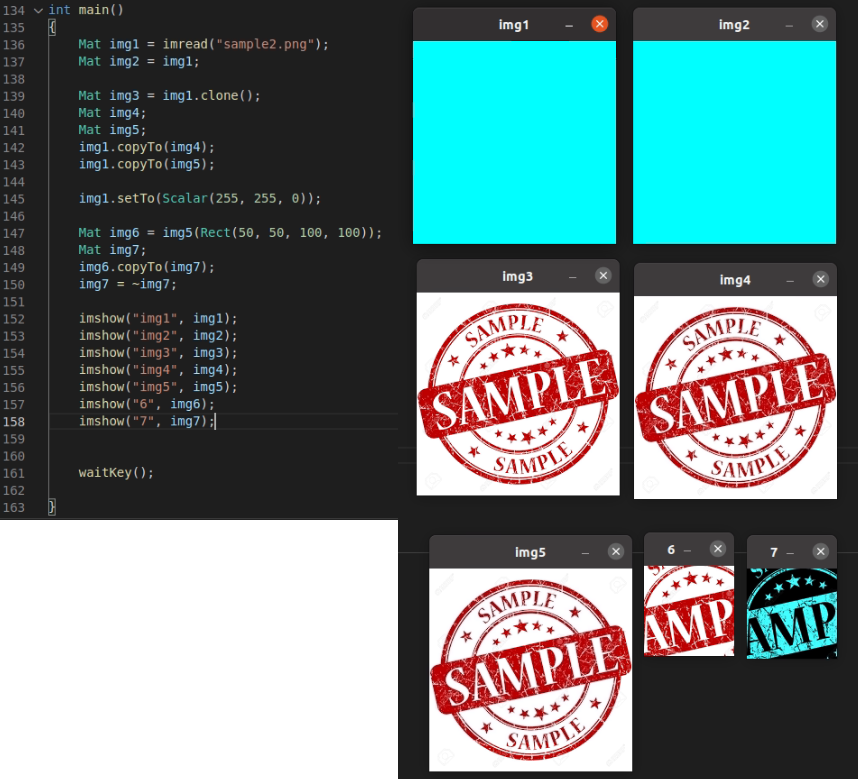 134 int main()
135 {
136 Mat img1 = imread("sample2.png");
137 Mat img2 = img1;
138
139 Mat img3 = img1.clone();
140 Mat img4;
141 Mat img5;
142 img1.copyTo(img4);
143 img1.copyTo(img5);
144
145 img1.setTo(Scalar(255, 255, 0));
146
147 Mat img6 = img5(Rect(50, 50, 100, 100));
148 Mat img7;
149 img6.copyTo(img7);
150 img7 = ~img7;
151
152 imshow("img1", img1);
153 imshow("img2", img2);
154 imshow("img3", img3);
155 imshow("img4", img4);
156 imshow("img5", img5);
157 imshow("6", img6);
158 imshow("7", img7);
159
160
161 waitKey();
162
163 }
img1
img2
img3
SAMPLE
SAMPLE
SAMPLE
img4
SAMPLE
SAMPLE
SAMPLE
img5
SAMPLE
SAMPLE
SAMPLE
6
AMP
7
AMP